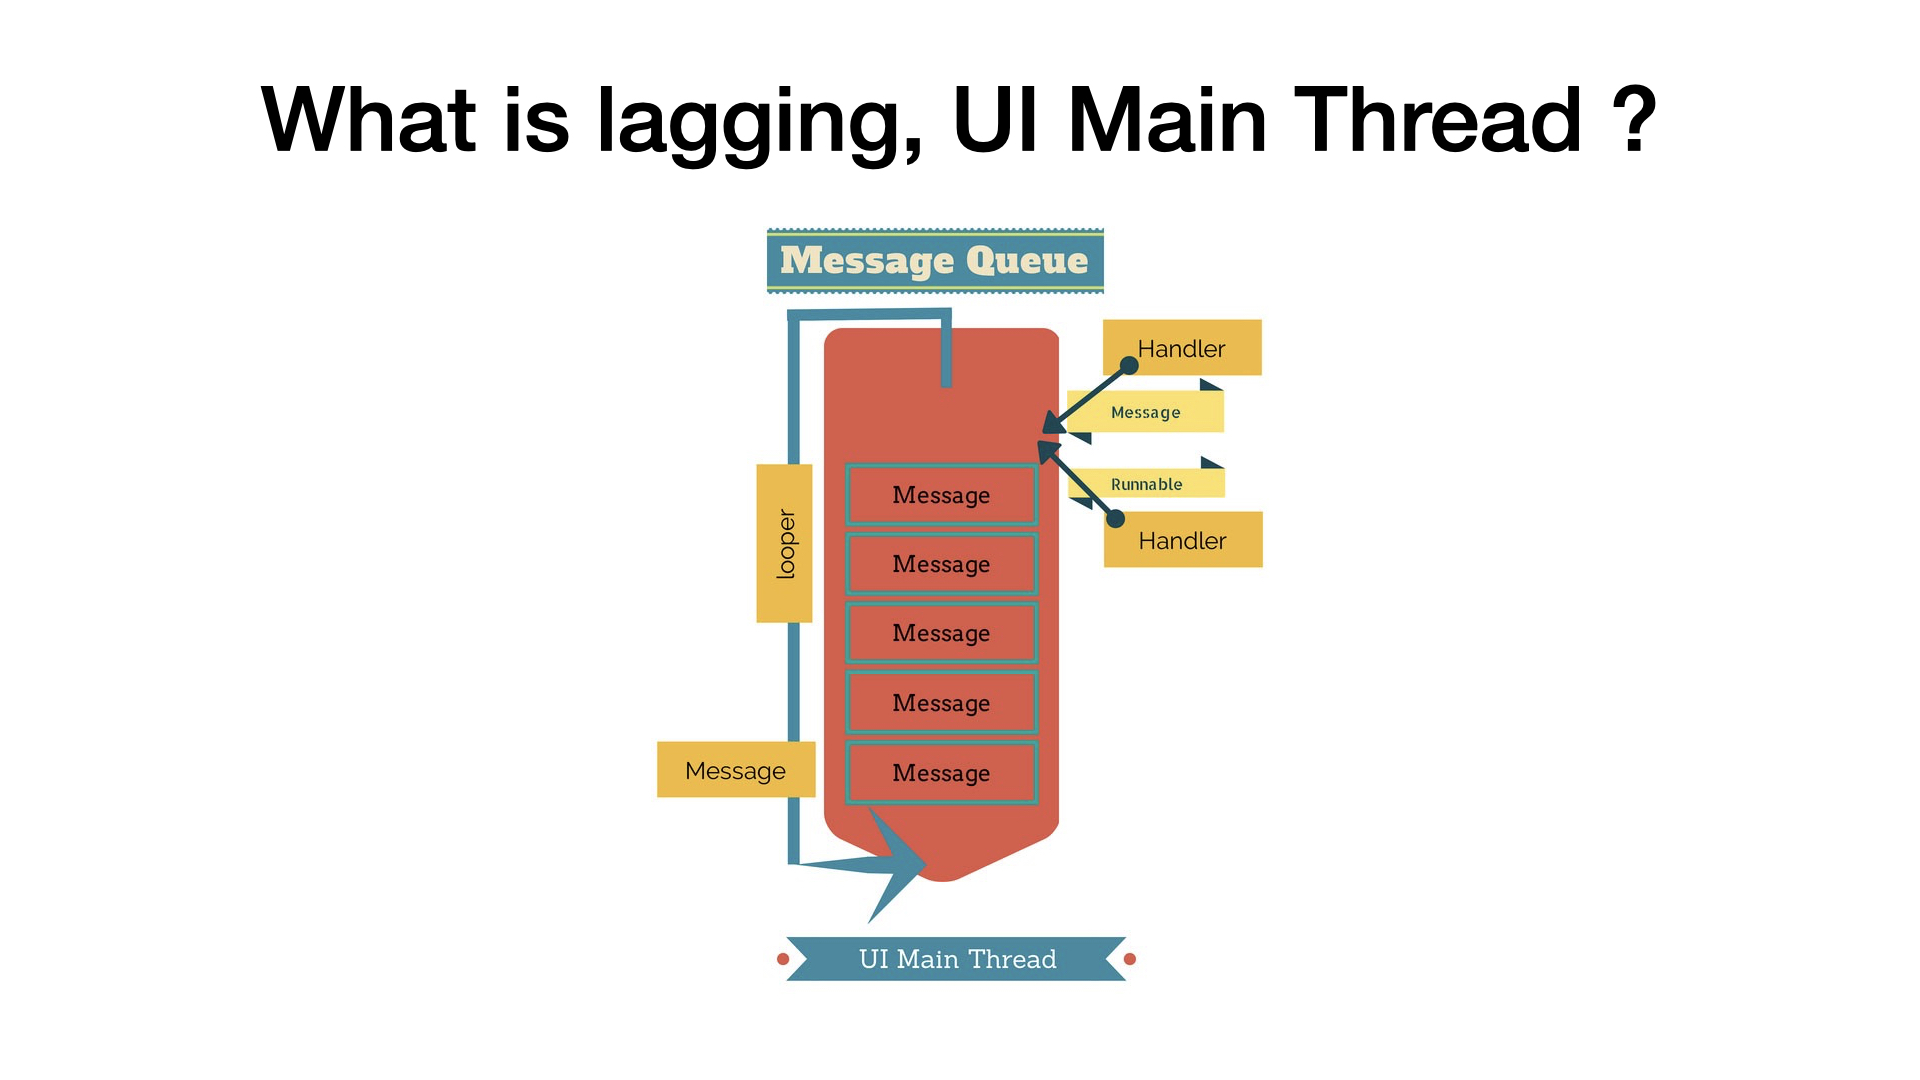 What is lagging, UI Main Thread ?
Message Queue
Handler
Message
Runnable
Handler
looper
Message
Message
Message
Message
Message
Message
UI Main Thread